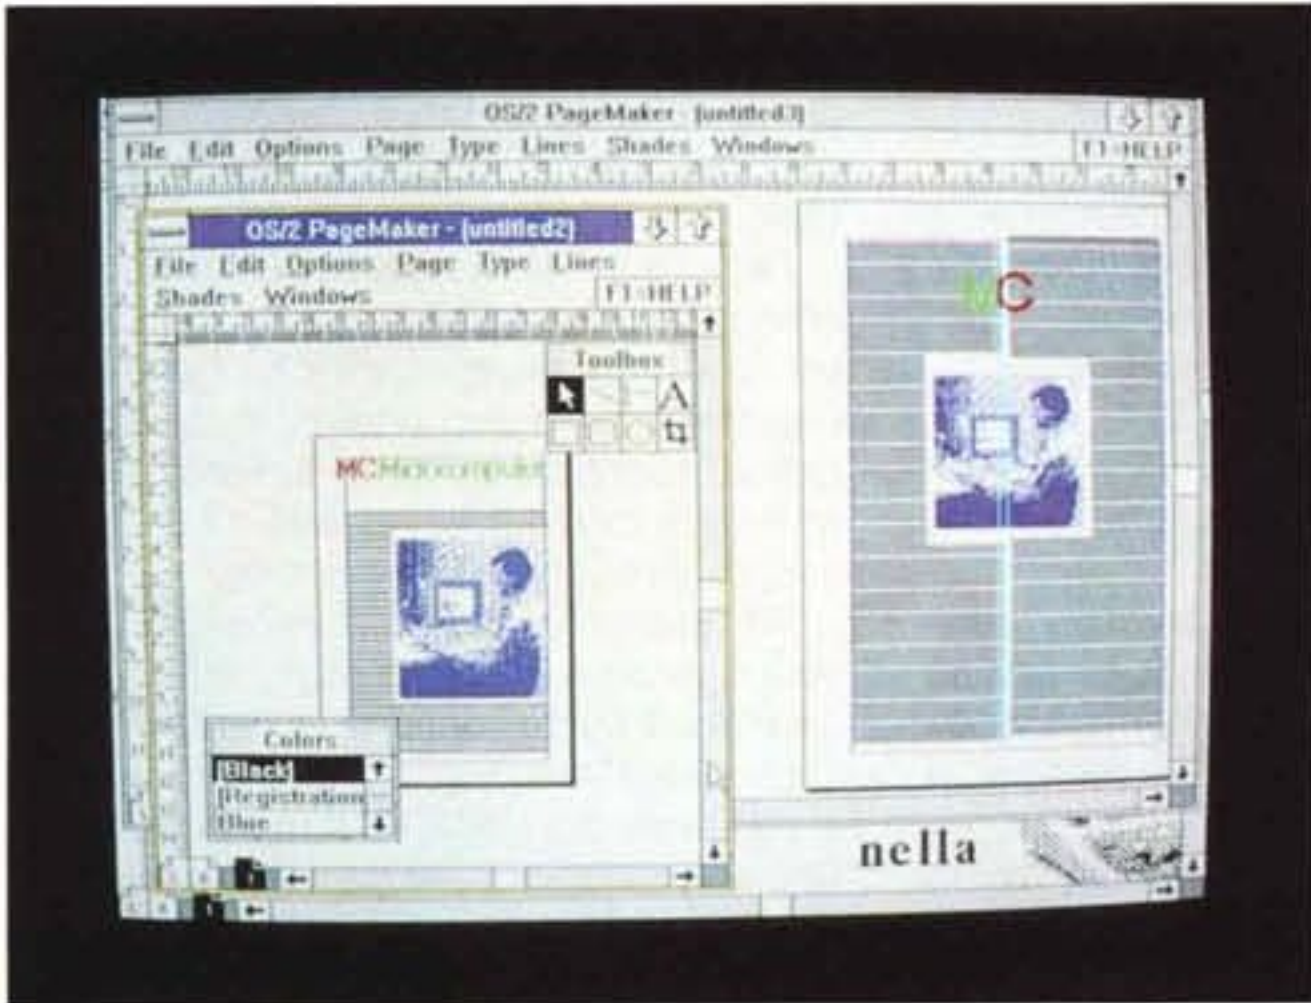 OS/2 PageMaker - (untitled3)
File Edit Options Page Type Lines Shades Windows F1=HELP
OS/2 PageMaker - (untitled2)
File Edit Options Page Type Lines
Shades Windows F1=HELP
Toolbox
A
MCMicrocomputer
MC
Colors
[Black]
[Registration
Blue
nella